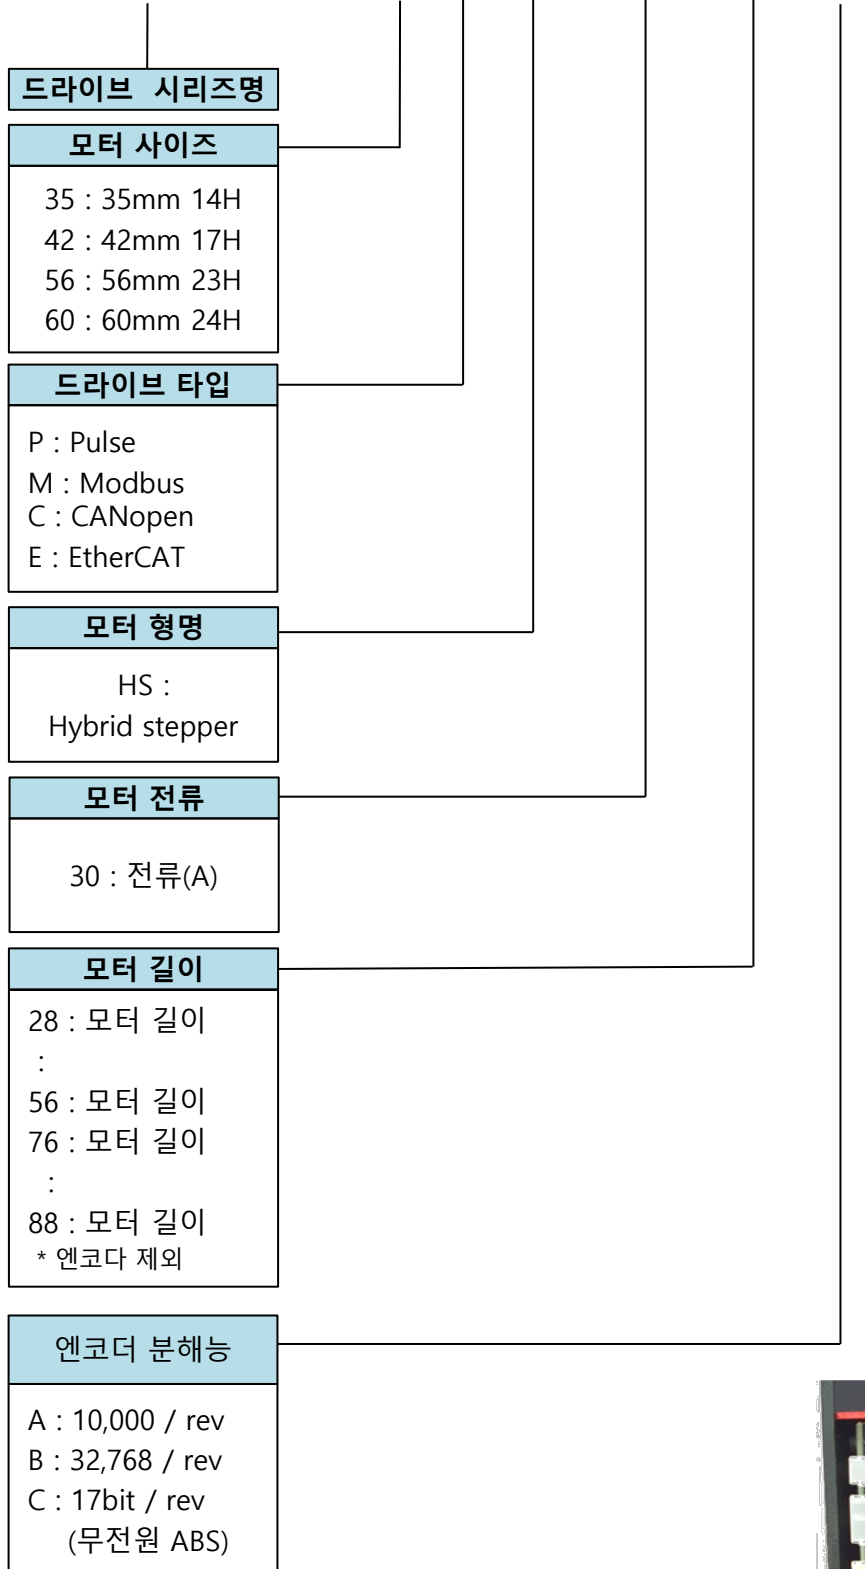 드라이브 시리즈명
모터 사이즈
35 : 35mm 14H
42 : 42mm 17H
56 : 56mm 23H
60 : 60mm 24H
드라이브 타입
P : Pulse
M : Modbus
C : CANopen
E : EtherCAT
모터 형명
HS :
Hybrid stepper
모터 전류
30 : 전류(A)
모터 길이
28 : 모터 길이
:
56 : 모터 길이
76 : 모터 길이
:
88 : 모터 길이
* 엔코다 제외
엔코더 분해능
A : 10,000 / rev
B : 32,768 / rev
C : 17bit / rev
(무전원 ABS)